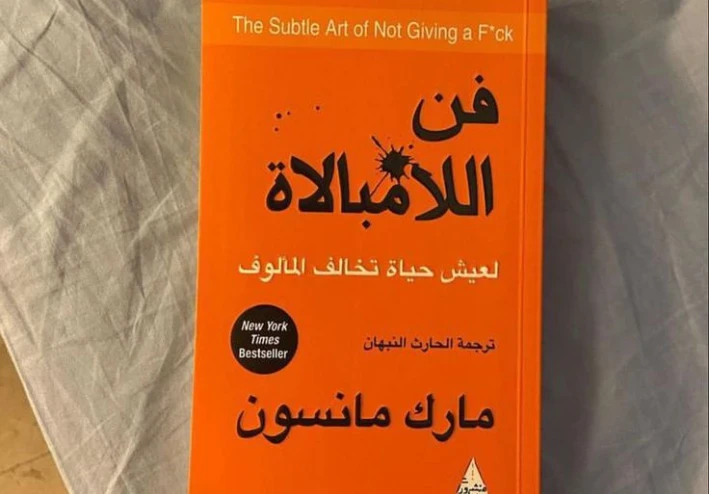 The Subtle Art of Not Giving a F*ck
فن
اللامبالاة
لعيش حياة تخالف المألوف
New York
Times
Bestseller
ترجمة الحارث النبهان
مارك مانسون